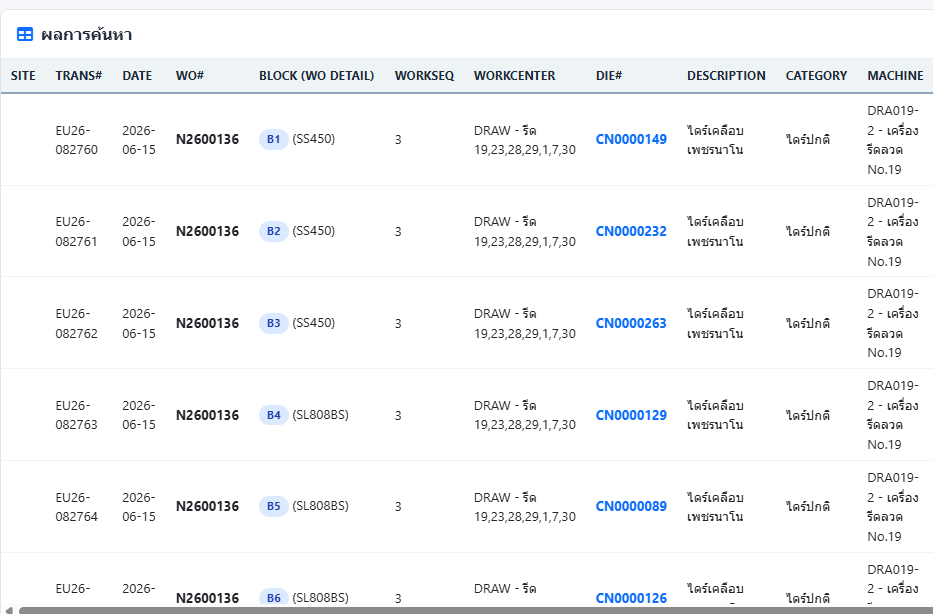 ผลการค้นหา
SITE TRANS# DATE WO# BLOCK (WO DETAIL) WORKSEQ WORKCENTER DIE# DESCRIPTION CATEGORY MACHINE
EU26-082760 2026-06-15 N2600136 B1 (SS450) 3 DRAW - รีด 19,23,28,29,1,7,30 CN0000149 ไดร์เคลือบเพชรนาโน ไดร์ปกติ DRA019-2 - เครื่องรีดลวด No.19
EU26-082761 2026-06-15 N2600136 B2 (SS450) 3 DRAW - รีด 19,23,28,29,1,7,30 CN0000232 ไดร์เคลือบเพชรนาโน ไดร์ปกติ DRA019-2 - เครื่องรีดลวด No.19
EU26-082762 2026-06-15 N2600136 B3 (SS450) 3 DRAW - รีด 19,23,28,29,1,7,30 CN0000263 ไดร์เคลือบเพชรนาโน ไดร์ปกติ DRA019-2 - เครื่องรีดลวด No.19
EU26-082763 2026-06-15 N2600136 B4 (SL808BS) 3 DRAW - รีด 19,23,28,29,1,7,30 CN0000129 ไดร์เคลือบเพชรนาโน ไดร์ปกติ DRA019-2 - เครื่องรีดลวด No.19
EU26-082764 2026-06-15 N2600136 B5 (SL808BS) 3 DRAW - รีด 19,23,28,29,1,7,30 CN0000089 ไดร์เคลือบเพชรนาโน ไดร์ปกติ DRA019-2 - เครื่องรีดลวด No.19
EU26- 2026- N2600136 B6 (SL808BS) 3 DRAW - รีด CN0000126 ไดร์เคลือบ ไดร์ปกติ DRA019-2 - เครื่อง